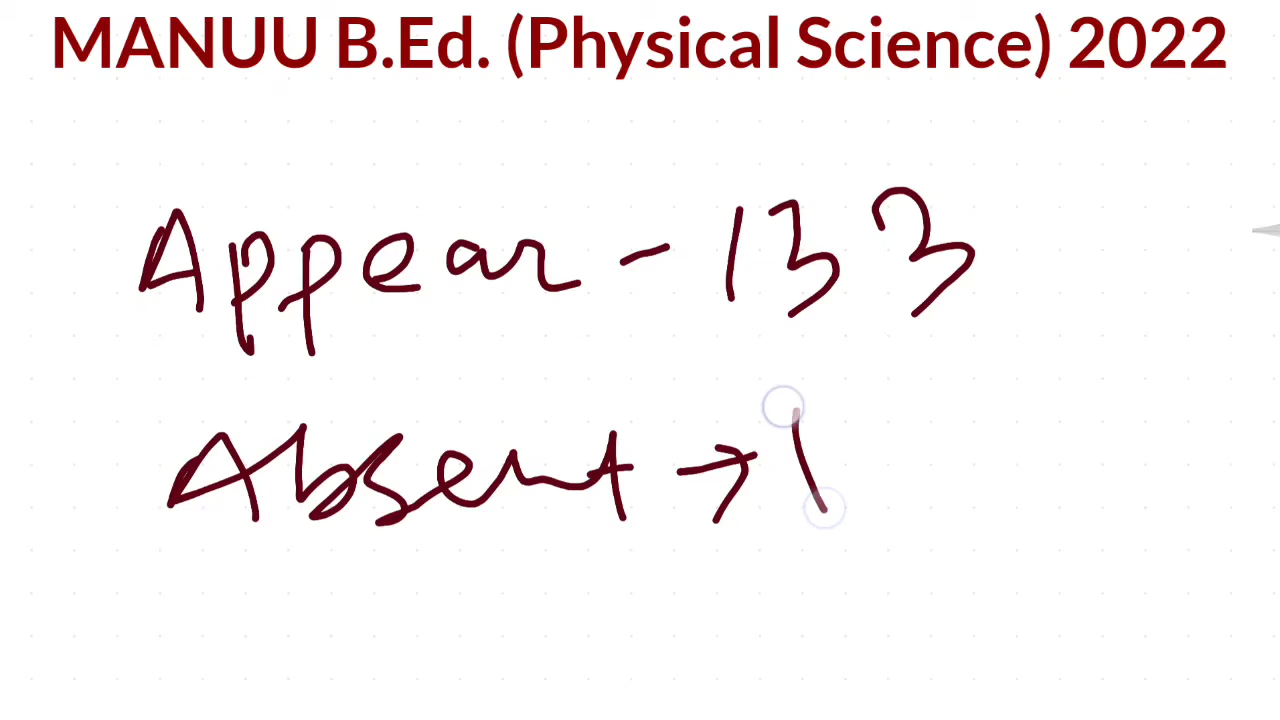 MANUU B.Ed. (Physical Science) 2022
Appear - 133
Absent → 1